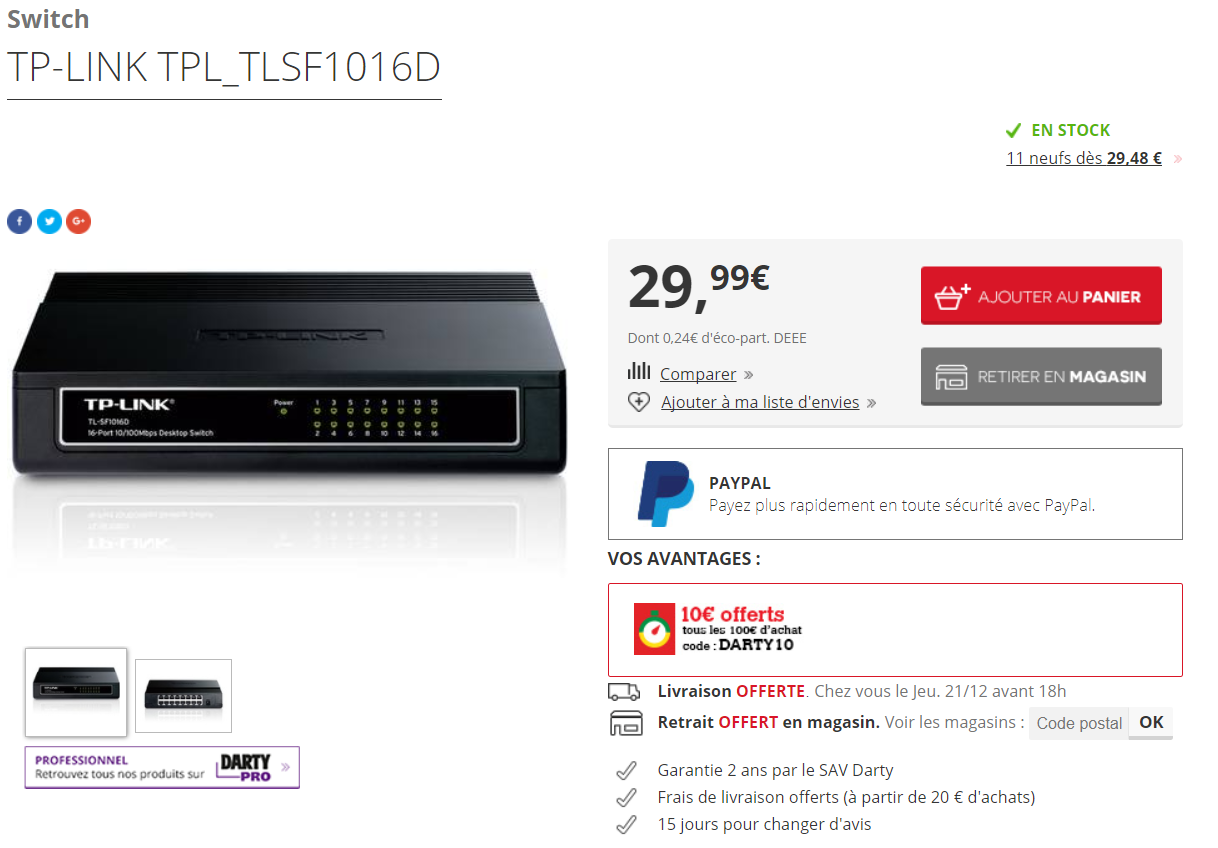 Switch
TP-LINK TPL_TLSF1016D
EN STOCK
11 neufs dès 29,48 € »
TP-LINK
TP-LINK®
TL-SF1016D
16-Port 10/100Mbps Desktop Switch
Power
1 3 5 7 9 11 13 15
2 4 6 8 10 12 14 16
29,99€
Dont 0,24€ d'éco-part. DEEE
Comparer »
Ajouter à ma liste d'envies »
AJOUTER AU PANIER
RETIRER EN MAGASIN
PAYPAL
Payez plus rapidement en toute sécurité avec PayPal.
VOS AVANTAGES :
10€ offerts
tous les 100€ d'achat
code : DARTY10
Livraison OFFERTE. Chez vous le Jeu. 21/12 avant 18h
Retrait OFFERT en magasin. Voir les magasins : Code postal OK
Garantie 2 ans par le SAV Darty
Frais de livraison offerts (à partir de 20 € d'achats)
15 jours pour changer d'avis
PROFESSIONNEL
Retrouvez tous nos produits sur
DARTY PRO »